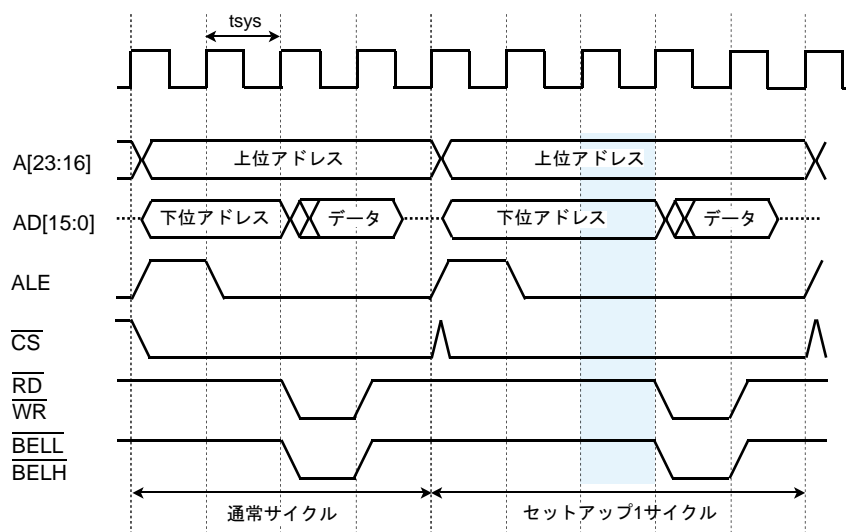 tsys
A[23:16]
上位アドレス
上位アドレス
AD[15:0]
下位アドレス
データ
下位アドレス
データ
ALE
CS
RD
WR
BELL
BELH
通常サイクル
セットアップ1サイクル